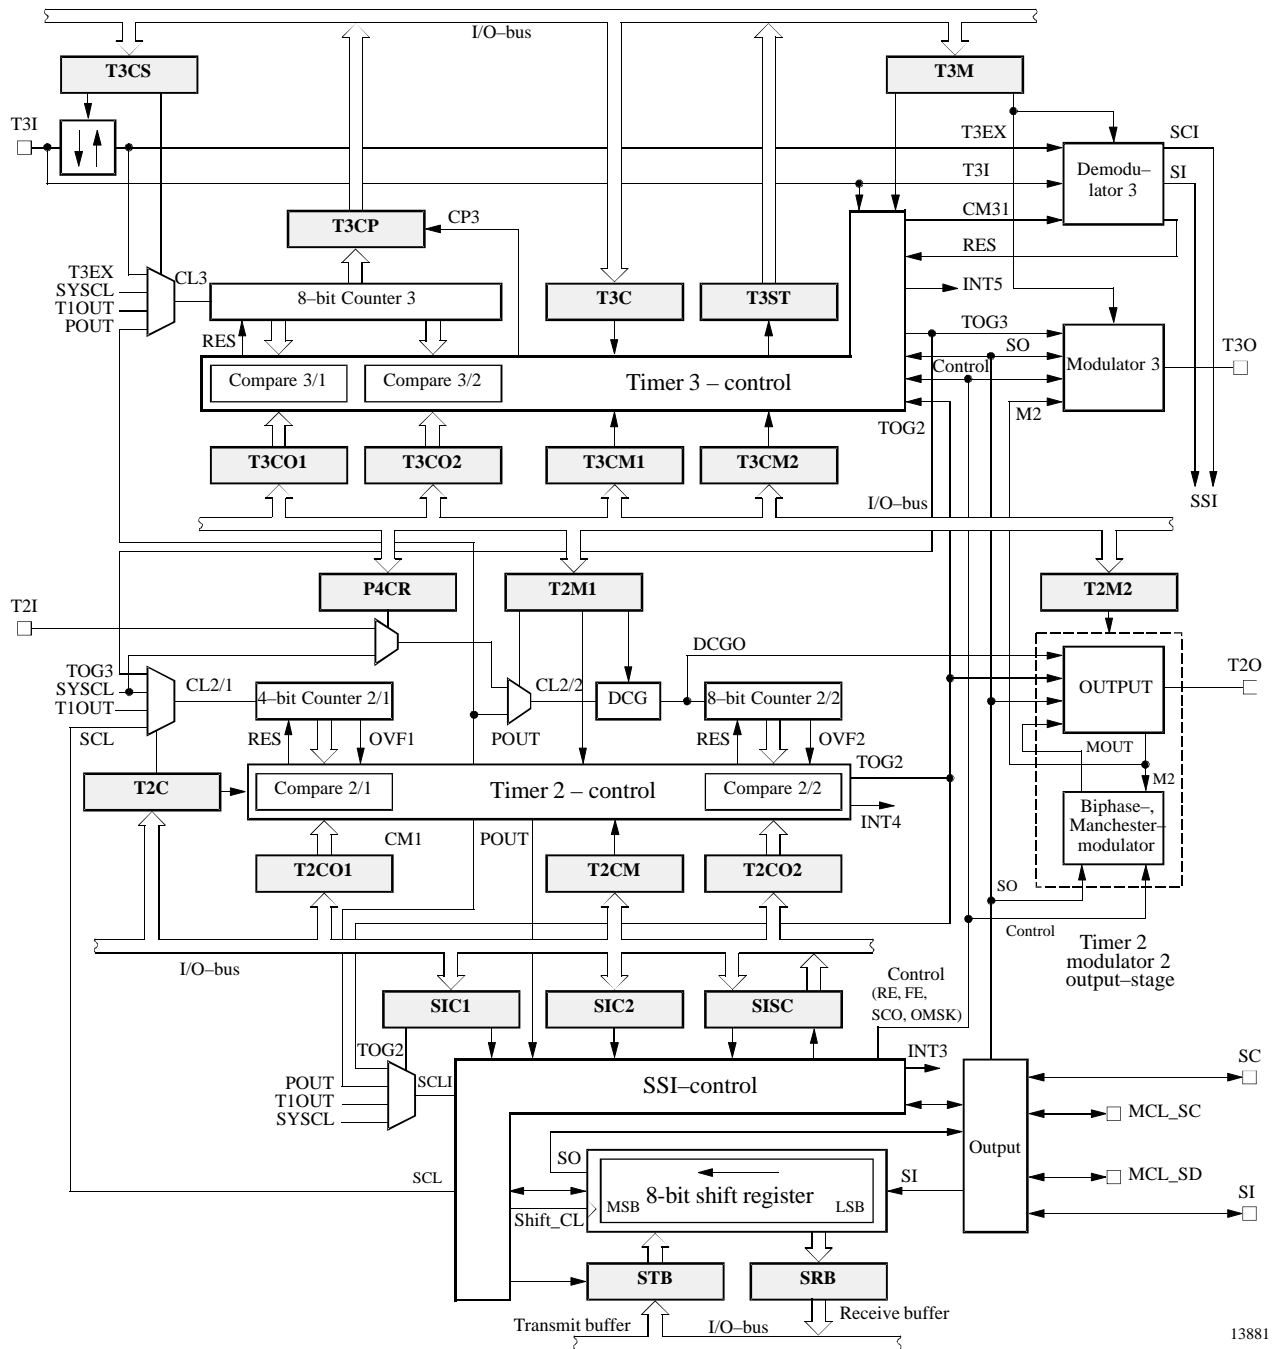 I/O–bus
T3CS
T3M
T3I
T3EX
SCI
Demodu–
lator 3
T3I
SI
T3CP
CP3
CM31
RES
T3EX
CL3
SYSCL
8-bit Counter 3
T3C
T3ST
INT5
T1OUT
POUT
RES
TOG3
SO
T3O
Compare 3/1
Compare 3/2
Timer 3 – control
Control
Modulator 3
M2
TOG2
T3CO1
T3CO2
T3CM1
T3CM2
I/O–bus
SSI
P4CR
T2M1
T2M2
T2I
DCGO
TOG3
T2O
SYSCL
CL2/1
4–bit Counter 2/1
CL2/2
DCG
8–bit Counter 2/2
OUTPUT
T1OUT
SCL
RES
OVF1
POUT
RES
OVF2
MOUT
TOG2
M2
T2C
Compare 2/1
Timer 2 – control
Compare 2/2
INT4
Biphase–,
Manchester–
modulator
CM1
POUT
T2CO1
T2CM
T2CO2
SO
Control
Timer 2
modulator 2
output–stage
I/O–bus
Control
(RE, FE,
SCO, OMSK)
SIC1
SIC2
SISC
TOG2
INT3
SC
POUT
SCLI
SSI–control
T1OUT
SYSCL
MCL_SC
Output
SO
SCL
SI
MCL_SD
8-bit shift register
SI
MSB
LSB
Shift_CL
STB
SRB
Transmit buffer
I/O–bus
Receive buffer
13881